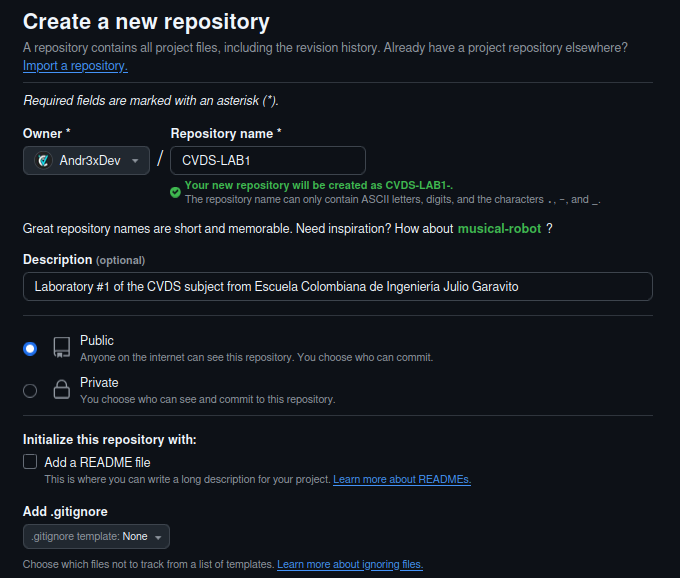 Create a new repository
A repository contains all project files, including the revision history. Already have a project repository elsewhere?
Import a repository.
Required fields are marked with an asterisk (*).
Owner * Repository name *
Andr3xDev / CVDS-LAB1
Your new repository will be created as CVDS-LAB1-.
The repository name can only contain ASCII letters, digits, and the characters ., -, and _.
Great repository names are short and memorable. Need inspiration? How about musical-robot ?
Description (optional)
Laboratory #1 of the CVDS subject from Escuela Colombiana de Ingeniería Julio Garavito
Public
Anyone on the internet can see this repository. You choose who can commit.
Private
You choose who can see and commit to this repository.
Initialize this repository with:
Add a README file
This is where you can write a long description for your project. Learn more about READMEs.
Add .gitignore
.gitignore template: None
Choose which files not to track from a list of templates. Learn more about ignoring files.